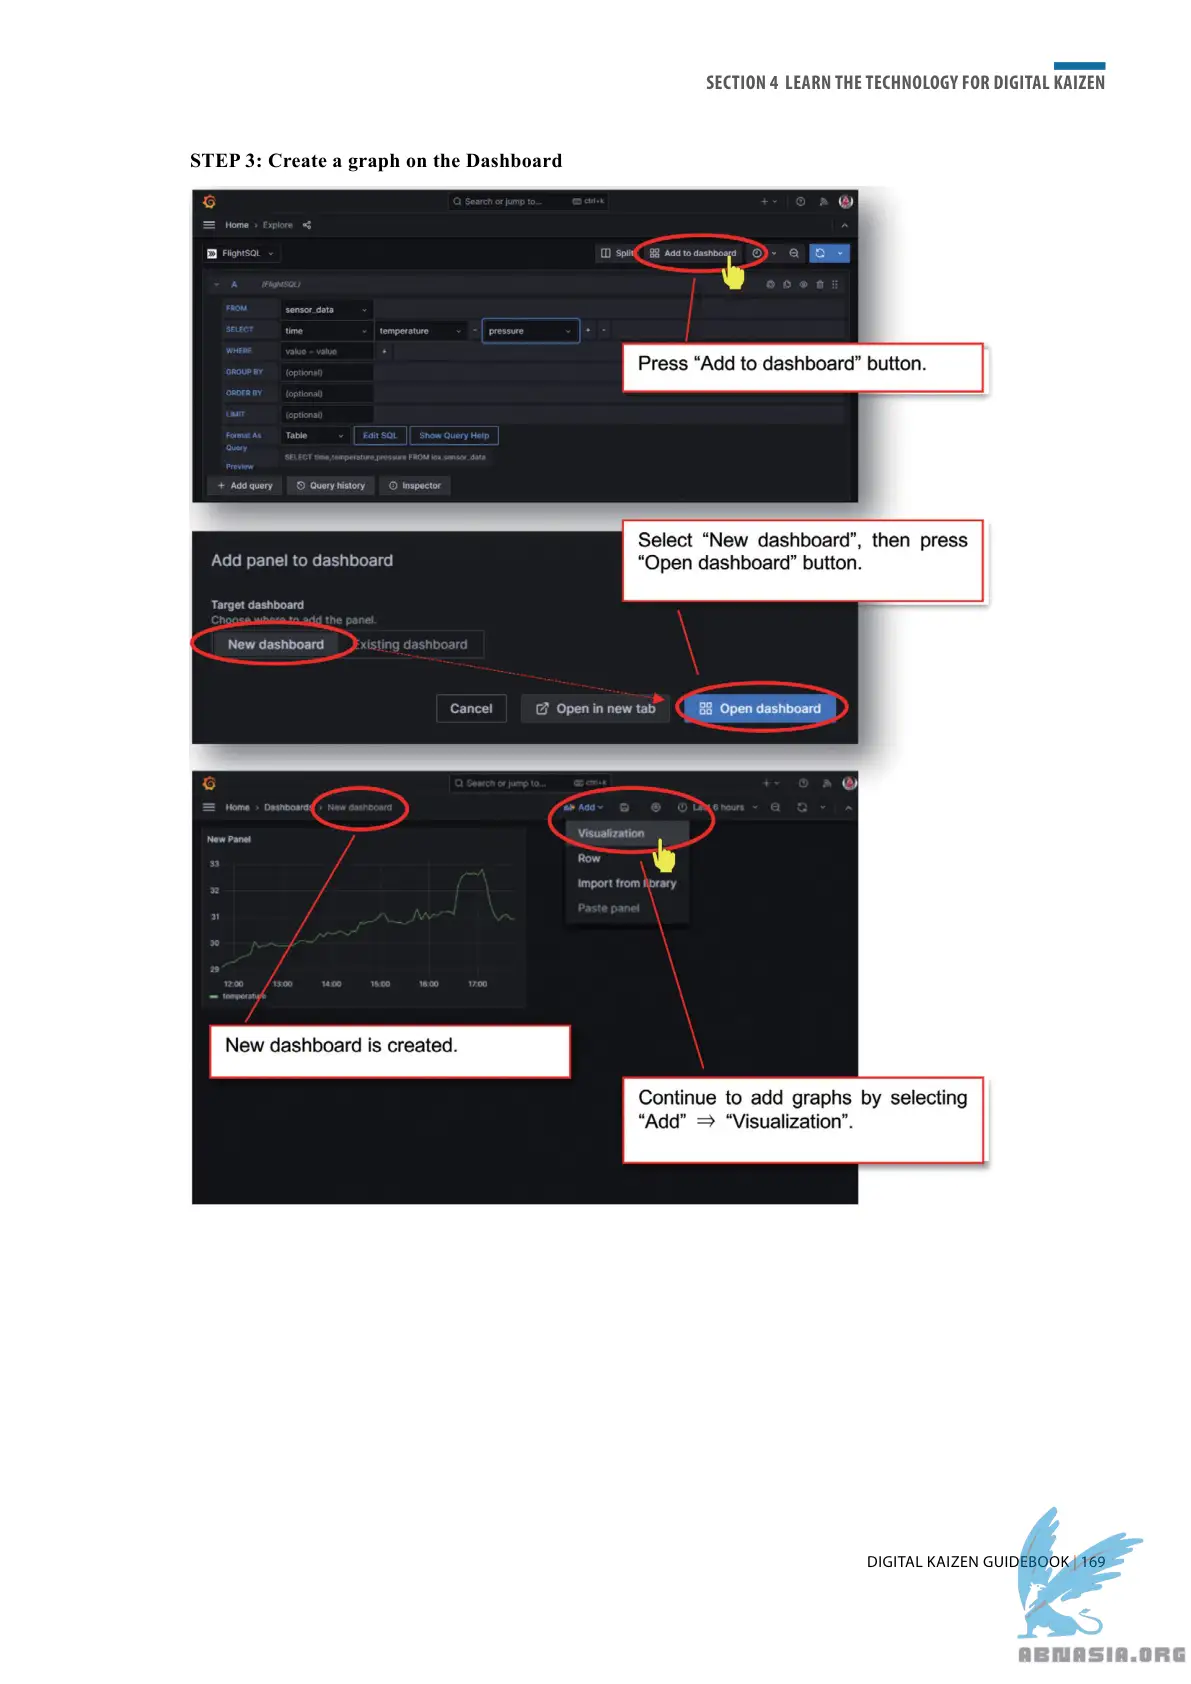 SECTION 4 LEARN THE TECHNOLOGY FOR DIGITAL KAIZEN
STEP 3: Create a graph on the Dashboard
Search or jump to... ctrl+k
Home › Explore
FlightSQL
Split
Add to dashboard
A (FlightSQL)
FROM sensor_data
SELECT time temperature pressure
WHERE value – value
GROUP BY (optional)
ORDER BY (optional)
LIMIT (optional)
Format As Table Edit SQL Show Query Help
Query
Preview
SELECT time,temperature,pressure FROM iox.sensor_data
+ Add query Query history Inspector
Press “Add to dashboard” button.
Add panel to dashboard
Target dashboard
Choose where to add the panel.
New dashboard Existing dashboard
Cancel Open in new tab Open dashboard
Select “New dashboard”, then press
“Open dashboard” button.
Search or jump to... ctrl+k
Home › Dashboards › New dashboard
Add Last 6 hours
Visualization
Row
Import from library
Paste panel
New Panel
33
32
31
30
29
12:00 13:00 14:00 15:00 16:00 17:00
temperature
New dashboard is created.
Continue to add graphs by selecting
“Add” ⇒ “Visualization”.
DIGITAL KAIZEN GUIDEBOOK | 169
ABNASIA.ORG